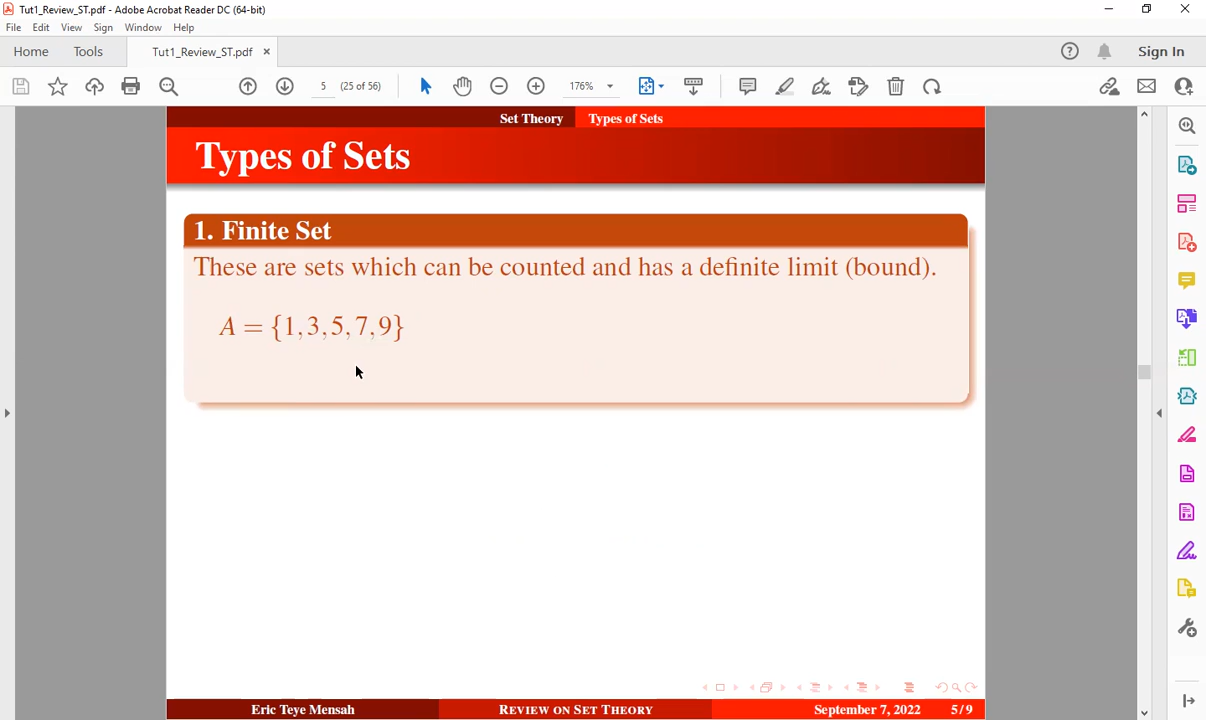 Tut1_Review_ST.pdf - Adobe Acrobat Reader DC (64-bit)
File Edit View Sign Window Help
Home Tools Tut1_Review_ST.pdf × Sign In
5 (25 of 56) 176%
Set Theory Types of Sets
Types of Sets
1. Finite Set
These are sets which can be counted and has a definite limit (bound).
A = {1,3,5,7,9}
Eric Teye Mensah REVIEW ON SET THEORY September 7, 2022 5/9